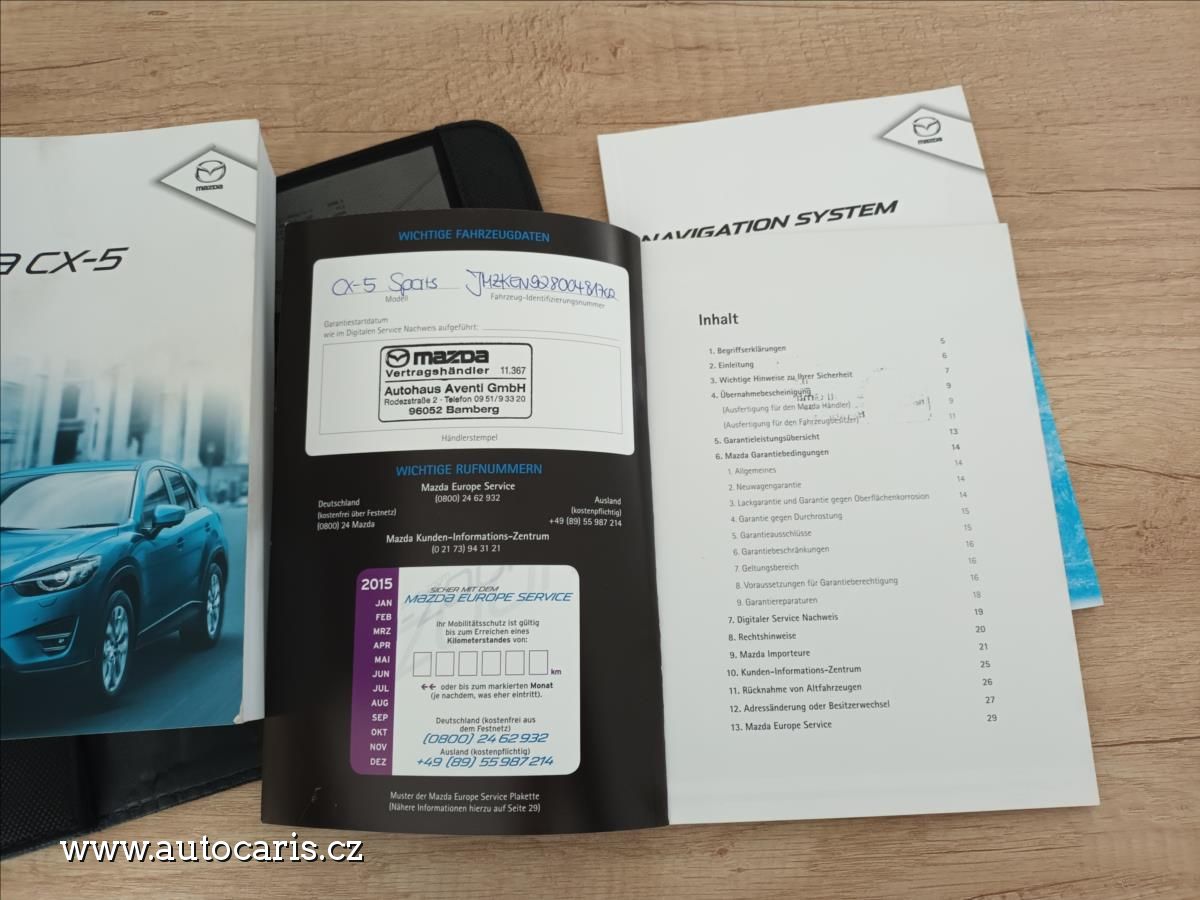 mazda
CX-5
mazda
NAVIGATION SYSTEM
WICHTIGE FAHRZEUGDATEN
CX-5 Sports
Modell
Fahrzeug-Identifizierungsnummer
Garantiestartdatum
wie im Digitalen Service Nachweis aufgeführt:
mazda
Vertragshändler 11.367
Autohaus Aventi GmbH
Rodezstraße 2 · Telefon 09 51/9 33 20
96052 Bamberg
Händlerstempel
WICHTIGE RUFNUMMERN
Mazda Europe Service
(0800) 24 62 932
Deutschland
(kostenfrei über Festnetz)
(0800) 24 Mazda
Ausland
(kostenpflichtig)
+49 (89) 55 987 214
Mazda Kunden-Informations-Zentrum
(0 21 73) 94 31 21
2015
JAN
FEB
MRZ
APR
MAI
JUN
JUL
AUG
SEP
OKT
NOV
DEZ
SICHER MIT DEM
MAZDA EUROPE SERVICE
Ihr Mobilitätsschutz ist gültig
bis zum Erreichen eines
Kilometerstandes von:
km
oder bis zum markierten Monat
(je nachdem, was eher eintritt).
Deutschland (kostenfrei aus
dem Festnetz)
(0800) 24 62 932
Ausland (kostenpflichtig)
+49 (89) 55 987 214
Muster der Mazda Europe Service Plakette
(Nähere Informationen hierzu auf Seite 29)
Inhalt
1. Begriffserklärungen 5
2. Einleitung 6
3. Wichtige Hinweise zu Ihrer Sicherheit 7
4. Übernahmebescheinigung 9
(Ausfertigung für den Mazda Händler) 9
(Ausfertigung für den Fahrzeugbesitzer) 11
5. Garantieleistungsübersicht 13
6. Mazda Garantiebedingungen 14
1. Allgemeines 14
2. Neuwagengarantie 14
3. Lackgarantie und Garantie gegen Oberflächenkorrosion 14
4. Garantie gegen Durchrostung 15
5. Garantieausschlüsse 15
6. Garantiebeschränkungen 16
7. Geltungsbereich 16
8. Voraussetzungen für Garantieberechtigung 16
9. Garantiereparaturen 18
7. Digitaler Service Nachweis 19
8. Rechtshinweise 20
9. Mazda Importeure 21
10. Kunden-Informations-Zentrum 25
11. Rücknahme von Altfahrzeugen 26
12. Adressänderung oder Besitzerwechsel 27
13. Mazda Europe Service 29
www.autocaris.cz